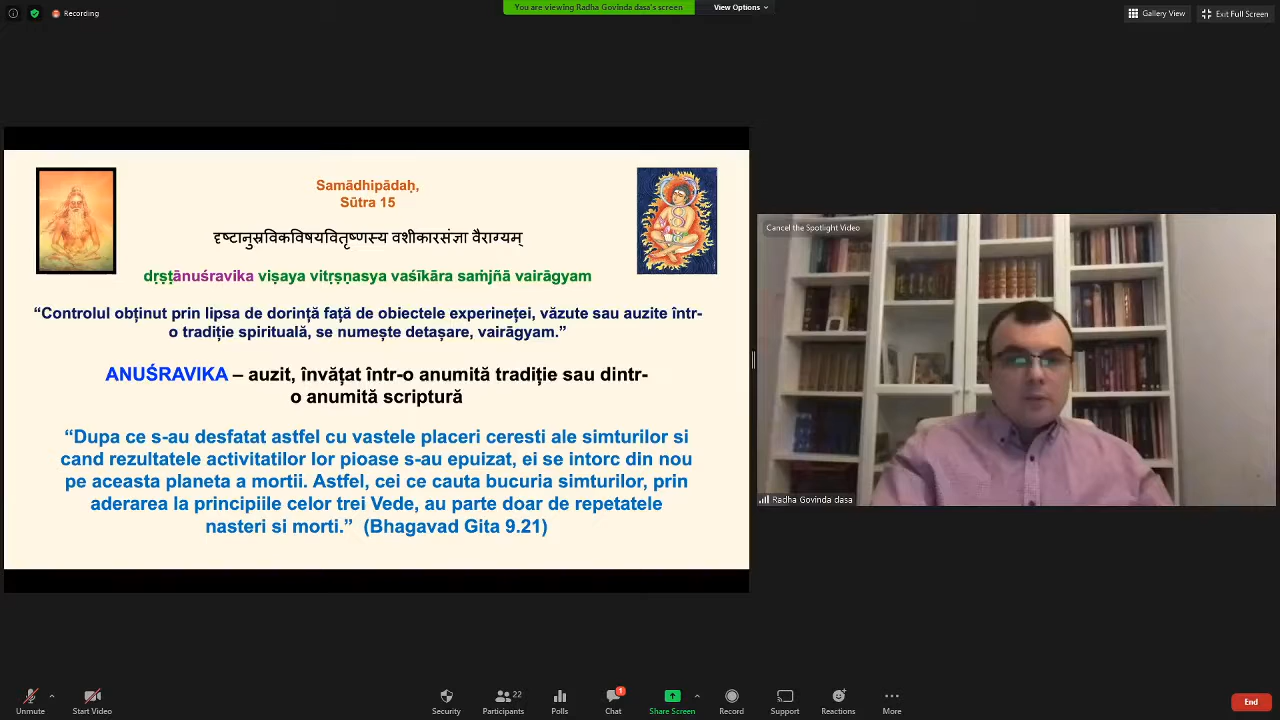 Recording
You are viewing Radha Govinda dasa's screen
View Options
Gallery View
Exit Full Screen
Samādhipādaḥ,
Sūtra 15
दृष्टानुस्रविकविषयवितृष्णस्य वशीकारसंज्ञा वैराग्यम्
dṛṣṭānuśravika viṣaya vitṛṣṇasya vaśīkāra saṁjñā vairāgyam
“Controlul obținut prin lipsa de dorință față de obiectele experineței, văzute sau auzite într-
o tradiție spirituală, se numește detașare, vairāgyam.”
ANUŚRAVIKA – auzit, învățat într-o anumită tradiție sau dintr-
o anumită scriptură
“Dupa ce s-au desfatat astfel cu vastele placeri ceresti ale simturilor si
cand rezultatele activitatilor lor pioase s-au epuizat, ei se intorc din nou
pe aceasta planeta a mortii. Astfel, cei ce cauta bucuria simturilor, prin
aderarea la principiile celor trei Vede, au parte doar de repetatele
nasteri si morti.” (Bhagavad Gita 9.21)
Cancel the Spotlight Video
Radha Govinda dasa
Unmute
Start Video
Security
Participants
22
Polls
Chat
1
Share Screen
Record
Support
Reactions
More
End